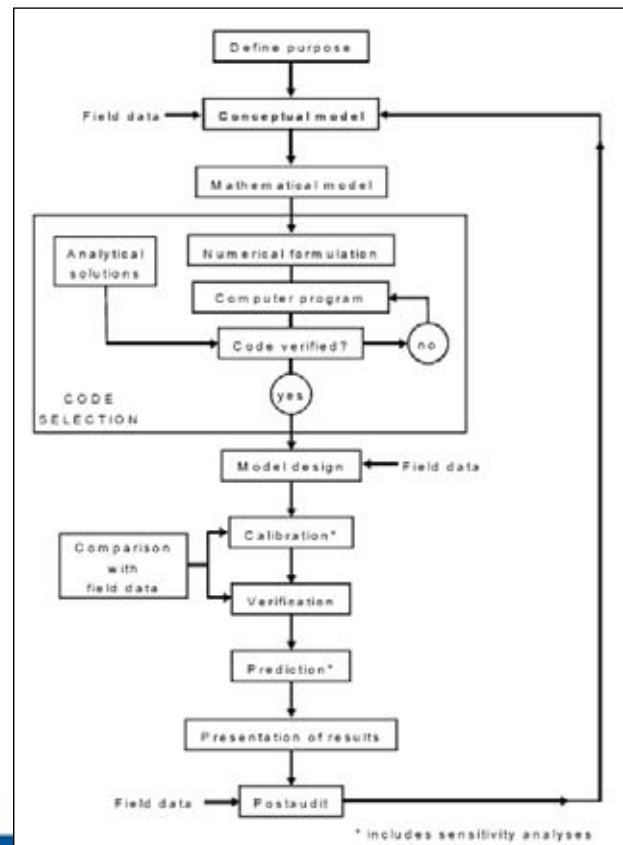 Define purpose
Field data
Conceptual model
Mathematical model
Analytical
solutions
Numerical formulation
Computer program
Code verified?
no
yes
CODE
SELECTION
Model design
Field data
Calibration*
Comparison
with
field data
Verification
Prediction*
Presentation of results
Field data
Postaudit
* includes sensitivity analyses